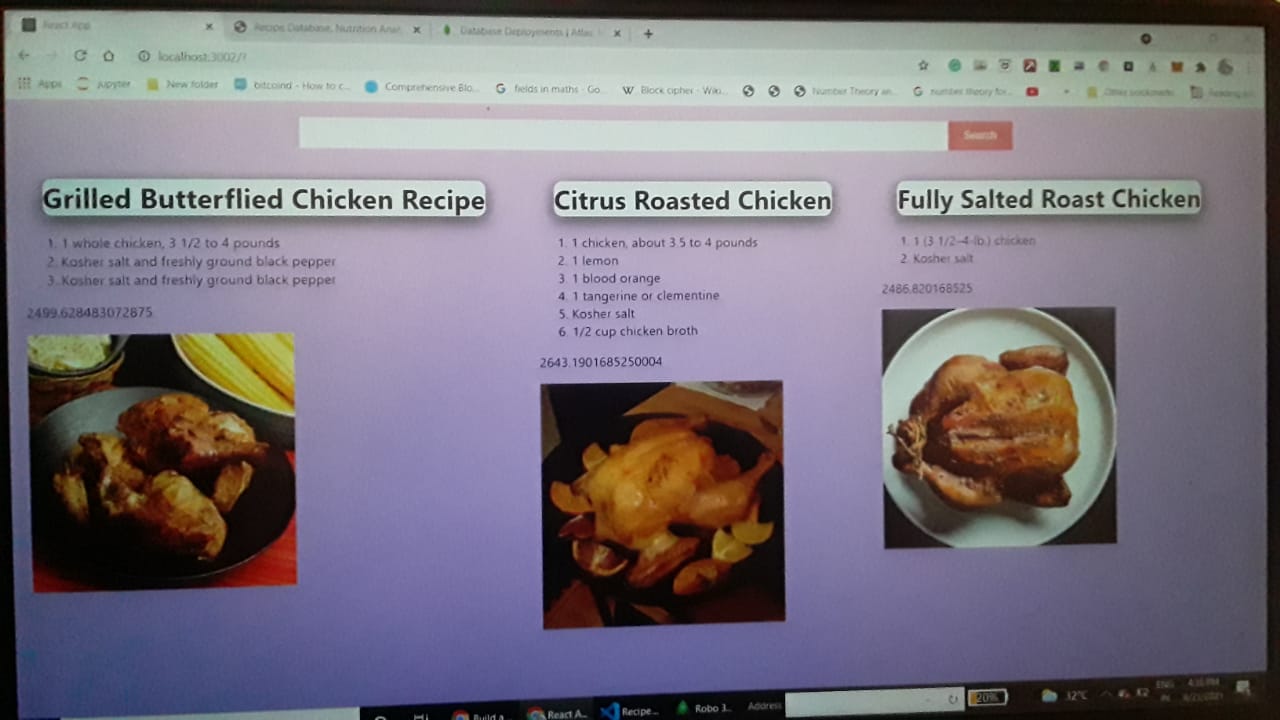 React App
Recipe Database, Nutrition Anal
Database Deployments | Atlas
localhost:3002/?
Apps
Jupyter
New folder
bitcoind - How to c...
Comprehensive Blo...
fields in maths - Go...
Block cipher - Wiki...
Number Theory an...
number theory for...
Other bookmarks
Search
Grilled Butterflied Chicken Recipe
1. 1 whole chicken, 3 1/2 to 4 pounds
2. Kosher salt and freshly ground black pepper
3. Kosher salt and freshly ground black pepper
2499.628483072875
Citrus Roasted Chicken
1. 1 chicken, about 3.5 to 4 pounds
2. 1 lemon
3. 1 blood orange
4. 1 tangerine or clementine
5. Kosher salt
6. 1/2 cup chicken broth
2643.1901685250004
Fully Salted Roast Chicken
1. 1 (3 1/2–4-lb.) chicken
2. Kosher salt
2486.820168525
Build a
React A...
Recipe...
Robo 3...
Address
20%
32°C
ENG
4:36 PM
IN